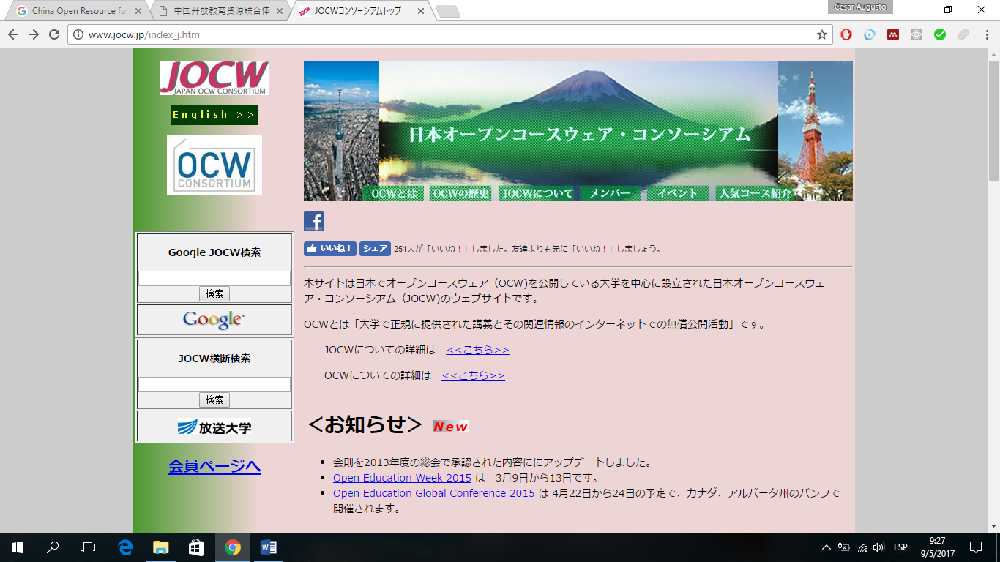 China Open Resource for
中国开放教育资源联合体
JOCWコンソーシアムトップ
Cesar Augusto
www.jocw.jp/index_j.htm
JOCW
JAPAN OCW CONSORTIUM
English >>
OCW
CONSORTIUM
日本オープンコースウェア・コンソーシアム
OCWとは OCWの歴史 JOCWについて メンバー イベント 人気コース紹介
いいね！ シェア 251人が「いいね！」しました。友達よりも先に「いいね！」しましょう。
Google JOCW検索
検索
Google
JOCW横断検索
検索
放送大学
会員ページへ
本サイトは日本でオープンコースウェア（OCW)を公開している大学を中心に設立された日本オープンコースウェ
ア・コンソーシアム（JOCW)のウェブサイトです。
OCWとは「大学で正規に提供された講義とその関連情報のインターネットでの無償公開活動」です。
JOCWについての詳細は　<<こちら>>
OCWについての詳細は　<<こちら>>
＜お知らせ＞ New
会則を2013年度の総会で承認された内容ににアップデートしました。
Open Education Week 2015 は　3月9日から13日です。
Open Education Global Conference 2015 は 4月22日から24日の予定で、カナダ、アルバータ州のバンフで
開催されます。
ESP
9:27
9/5/2017